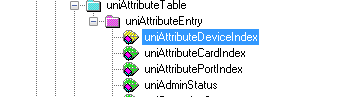 uniAttributeTable
uniAttributeEntry
uniAttributeDeviceIndex
uniAttributeCardIndex
uniAttributePortIndex
uniAdminStatus